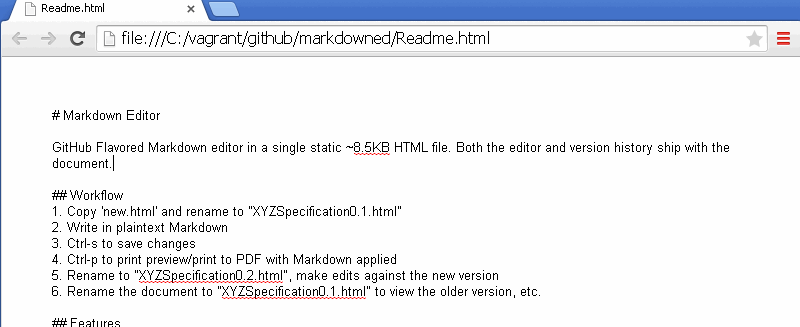 Readme.html
file:///C:/vagrant/github/markdowned/Readme.html
# Markdown Editor
GitHub Flavored Markdown editor in a single static ~8.5KB HTML file. Both the editor and version history ship with the
document.
## Workflow
1. Copy 'new.html' and rename to "XYZSpecification0.1.html"
2. Write in plaintext Markdown
3. Ctrl-s to save changes
4. Ctrl-p to print preview/print to PDF with Markdown applied
5. Rename to "XYZSpecification0.2.html", make edits against the new version
6. Rename the document to "XYZSpecification0.1.html" to view the older version, etc.
## Features